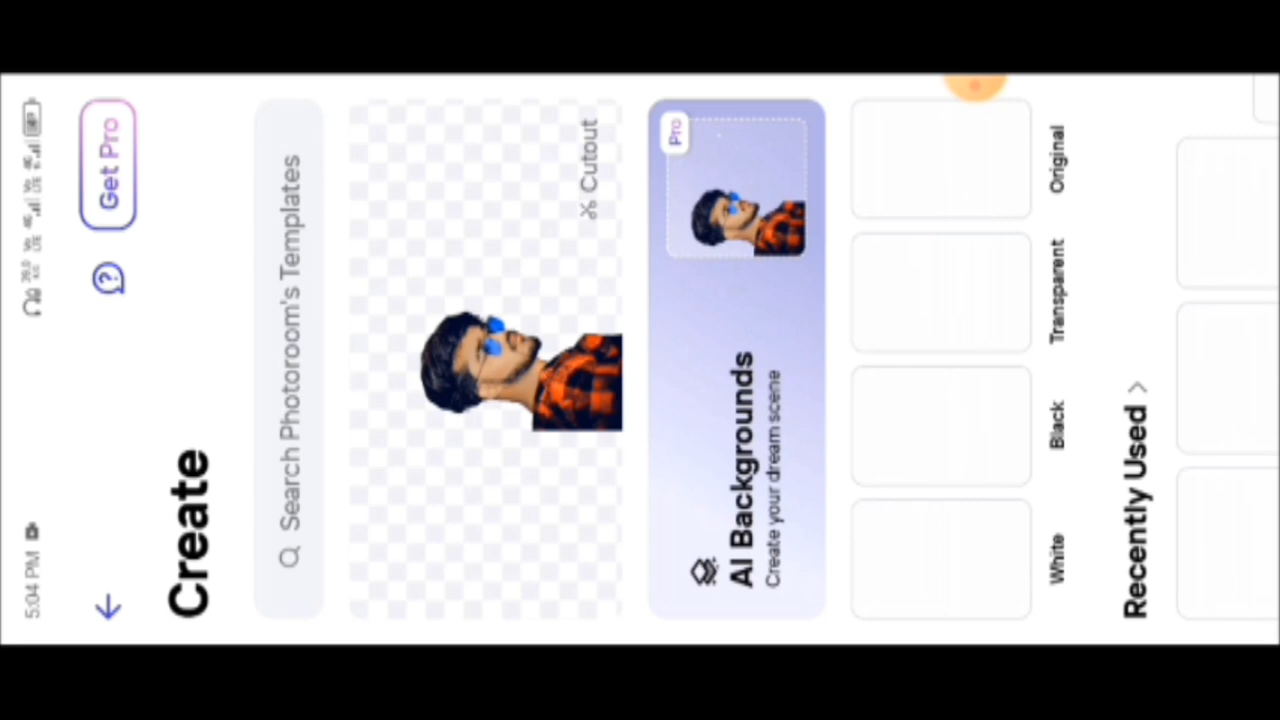 5:04 PM
Get Pro
Create
Search Photoroom's Templates
Cutout
Pro
AI Backgrounds
Create your dream scene
White
Black
Transparent
Original
Recently Used >